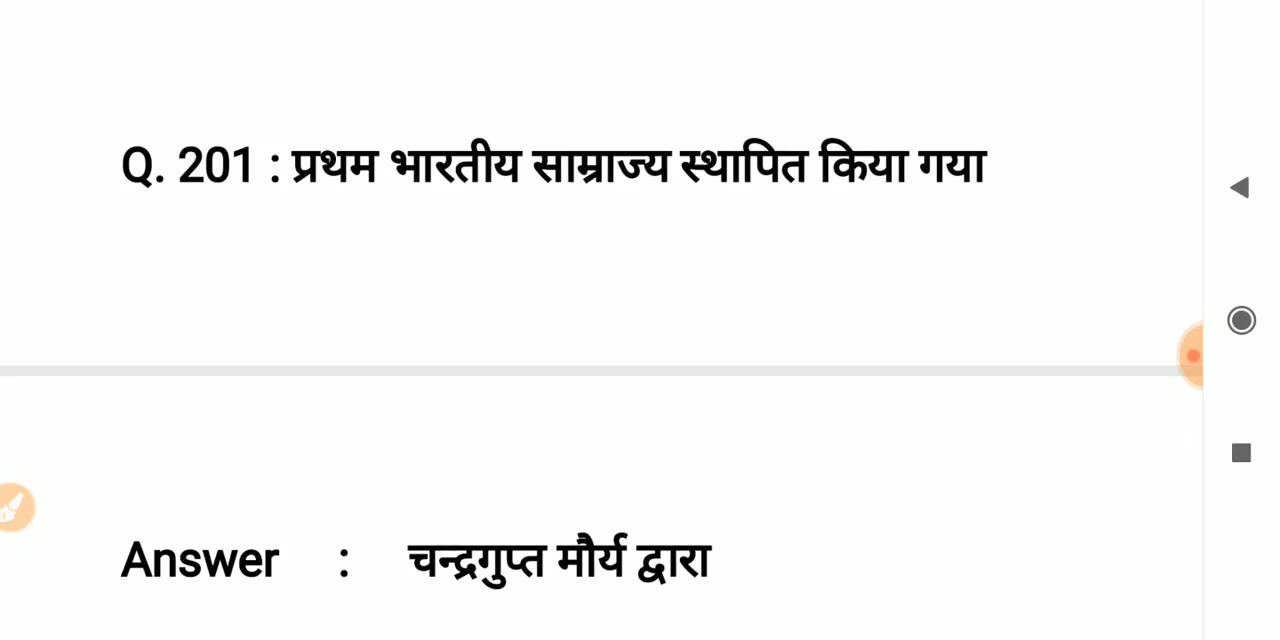 Q. 201 : प्रथम भारतीय साम्राज्य स्थापित किया गया
Answer : चन्द्रगुप्त मौर्य द्वारा